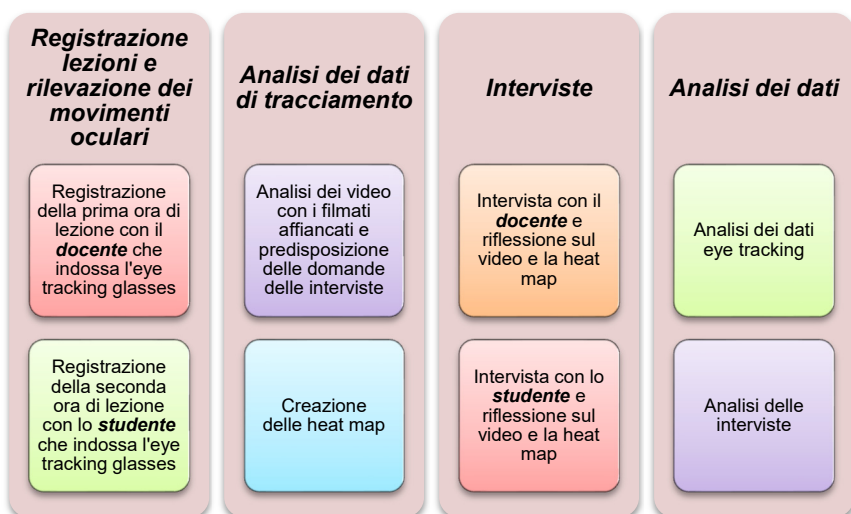 Registrazione
lezioni e
rilevazione dei
movimenti
oculari
Registrazione
della prima ora di
lezione con il
docente che
indossa l'eye
tracking glasses
Registrazione
della seconda
ora di lezione
con lo studente
che indossa l'eye
tracking glasses
Analisi dei dati
di tracciamento
Analisi dei video
con i filmati
affiancati e
predisposizione
delle domande
delle interviste
Creazione
delle heat map
Interviste
Intervista con il
docente e
riflessione sul
video e la heat
map
Intervista con lo
studente e
riflessione sul
video e la heat
map
Analisi dei dati
Analisi dei dati
eye tracking
Analisi delle
interviste